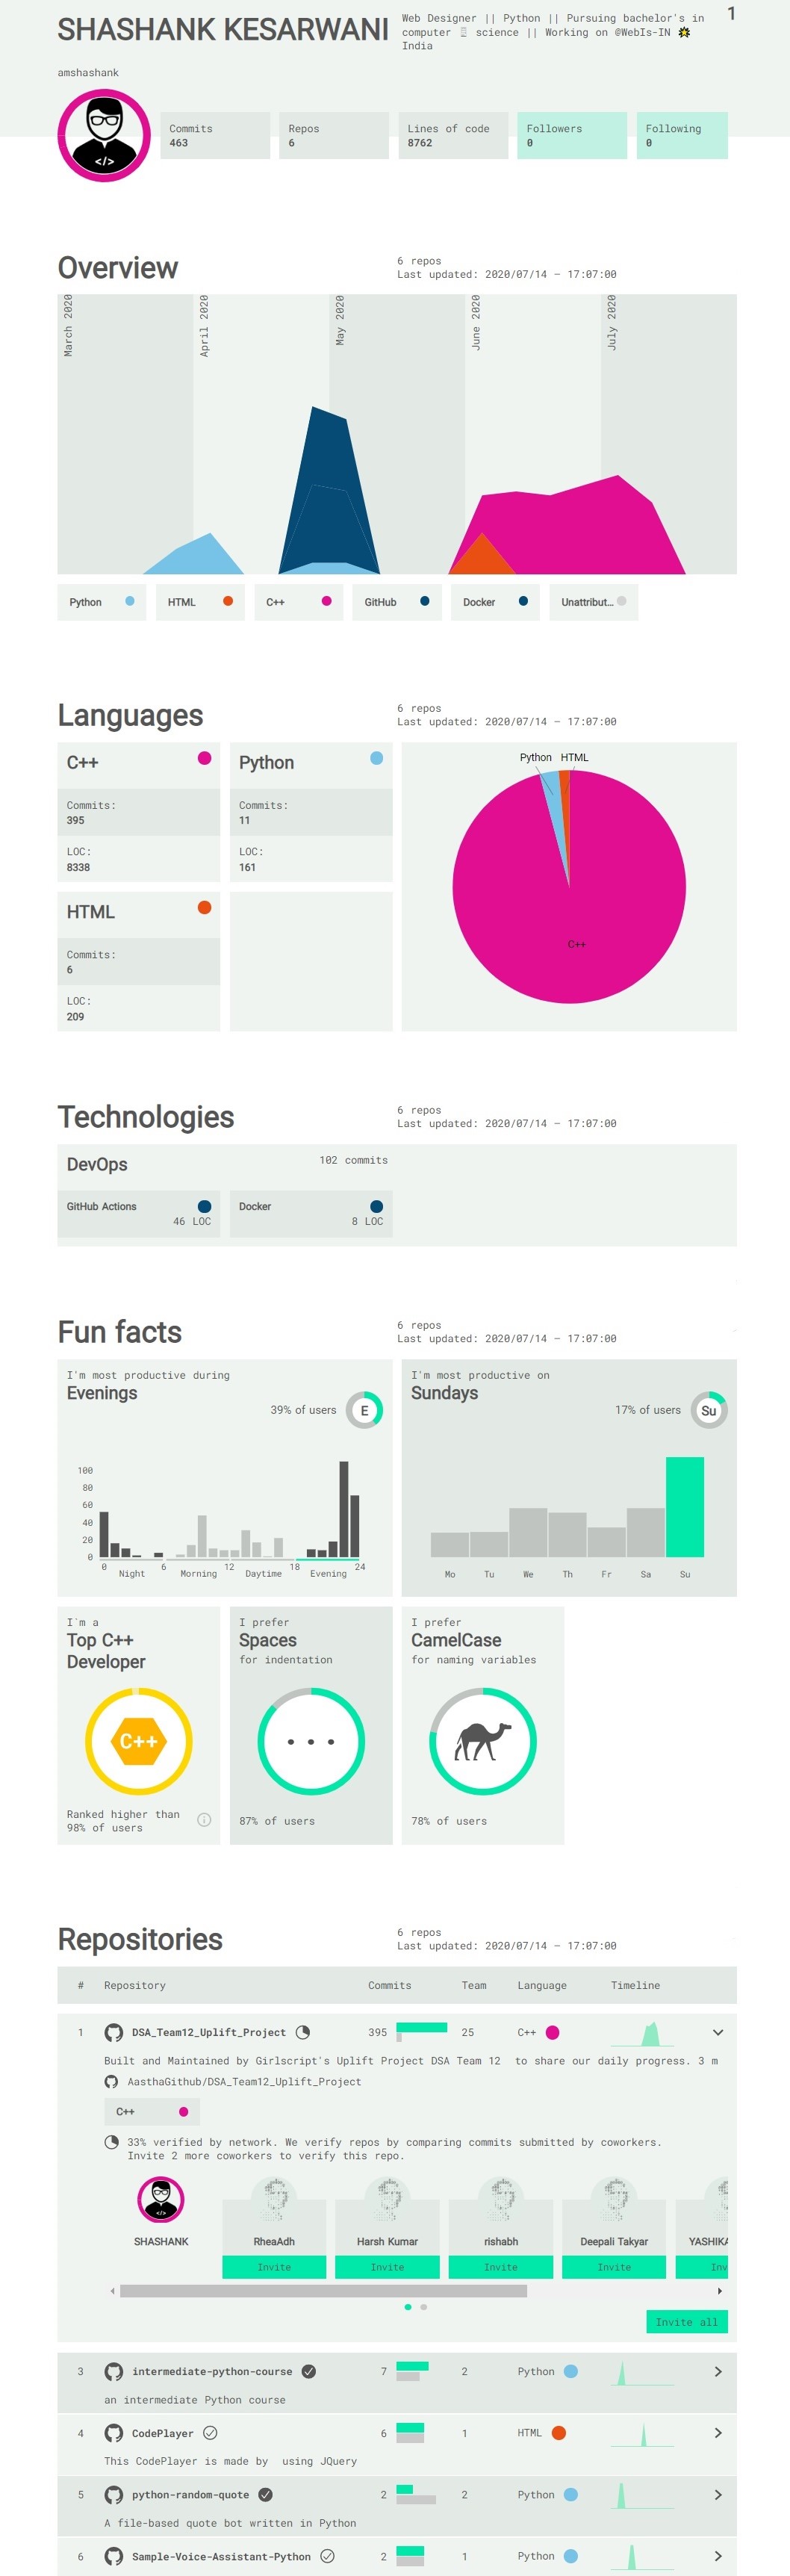 SHASHANK KESARWANI
Web Designer || Python || Pursuing bachelor's in
computer science || Working on @WebIs-IN
India
1
amshashank
</>
Commits
463
Repos
6
Lines of code
8762
Followers
0
Following
0
Overview
6 repos
Last updated: 2020/07/14 – 17:07:00
March 2020
April 2020
May 2020
June 2020
July 2020
Python
HTML
C++
GitHub
Docker
Unattribut...
Languages
6 repos
Last updated: 2020/07/14 – 17:07:00
C++
Commits:
395
LOC:
8338
Python
Commits:
11
LOC:
161
HTML
Commits:
6
LOC:
209
Python
HTML
C++
Technologies
6 repos
Last updated: 2020/07/14 – 17:07:00
DevOps
102 commits
GitHub Actions
46 LOC
Docker
8 LOC
Fun facts
6 repos
Last updated: 2020/07/14 – 17:07:00
I'm most productive during
Evenings
39% of users
E
100
80
60
40
20
0
0 6 12 18 24
Night Morning Daytime Evening
I'm most productive on
Sundays
17% of users
Su
Mo Tu We Th Fr Sa Su
I`m a
Top C++
Developer
C++
Ranked higher than
98% of users
I prefer
Spaces
for indentation
87% of users
I prefer
CamelCase
for naming variables
78% of users
Repositories
6 repos
Last updated: 2020/07/14 – 17:07:00
# Repository Commits Team Language Timeline
1 DSA_Team12_Uplift_Project 395 25 C++
Built and Maintained by Girlscript's Uplift Project DSA Team 12 to share our daily progress. 3 m
AasthaGithub/DSA_Team12_Uplift_Project
C++
33% verified by network. We verify repos by comparing commits submitted by coworkers.
Invite 2 more coworkers to verify this repo.
</>
SHASHANK RheaAdh Harsh Kumar rishabh Deepali Takyar YASHIKA
Invite Invite Invite Invite Inv
Invite all
3 intermediate-python-course 7 2 Python
an intermediate Python course
4 CodePlayer 6 1 HTML
This CodePlayer is made by using JQuery
5 python-random-quote 2 2 Python
A file-based quote bot written in Python
6 Sample-Voice-Assistant-Python 2 1 Python